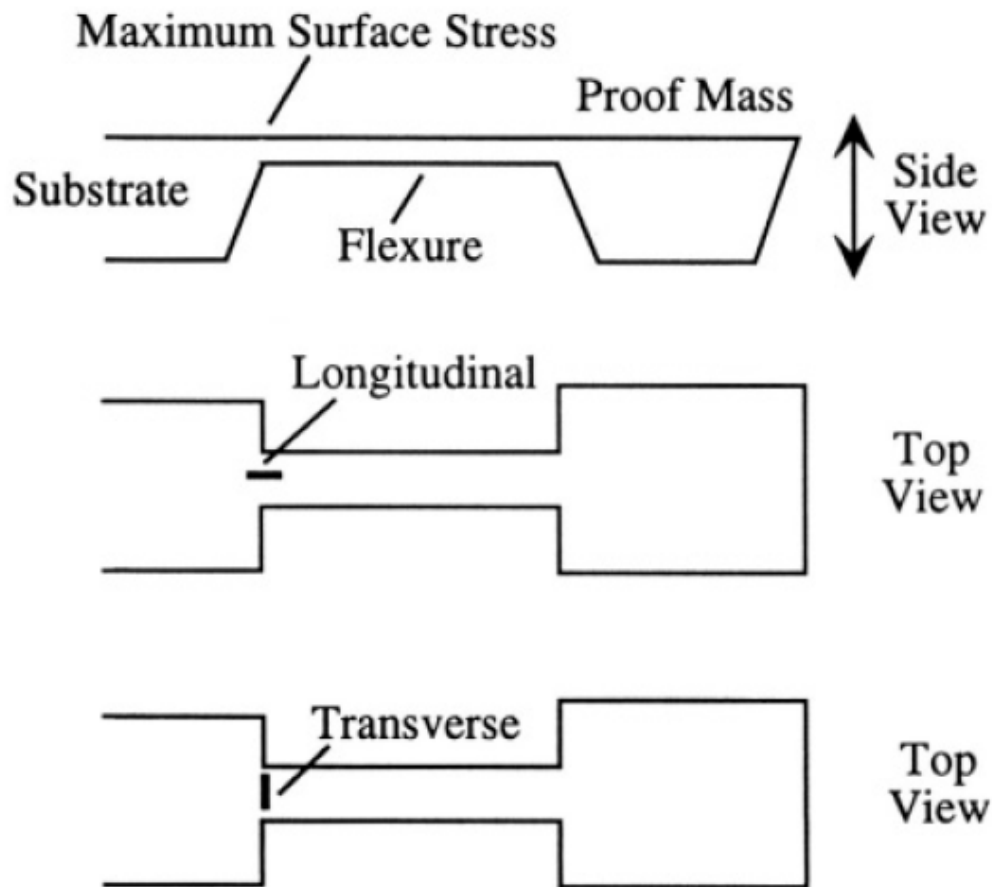 Maximum Surface Stress
Proof Mass
Substrate
Side
View
Flexure
Longitudinal
Top
View
Transverse
Top
View